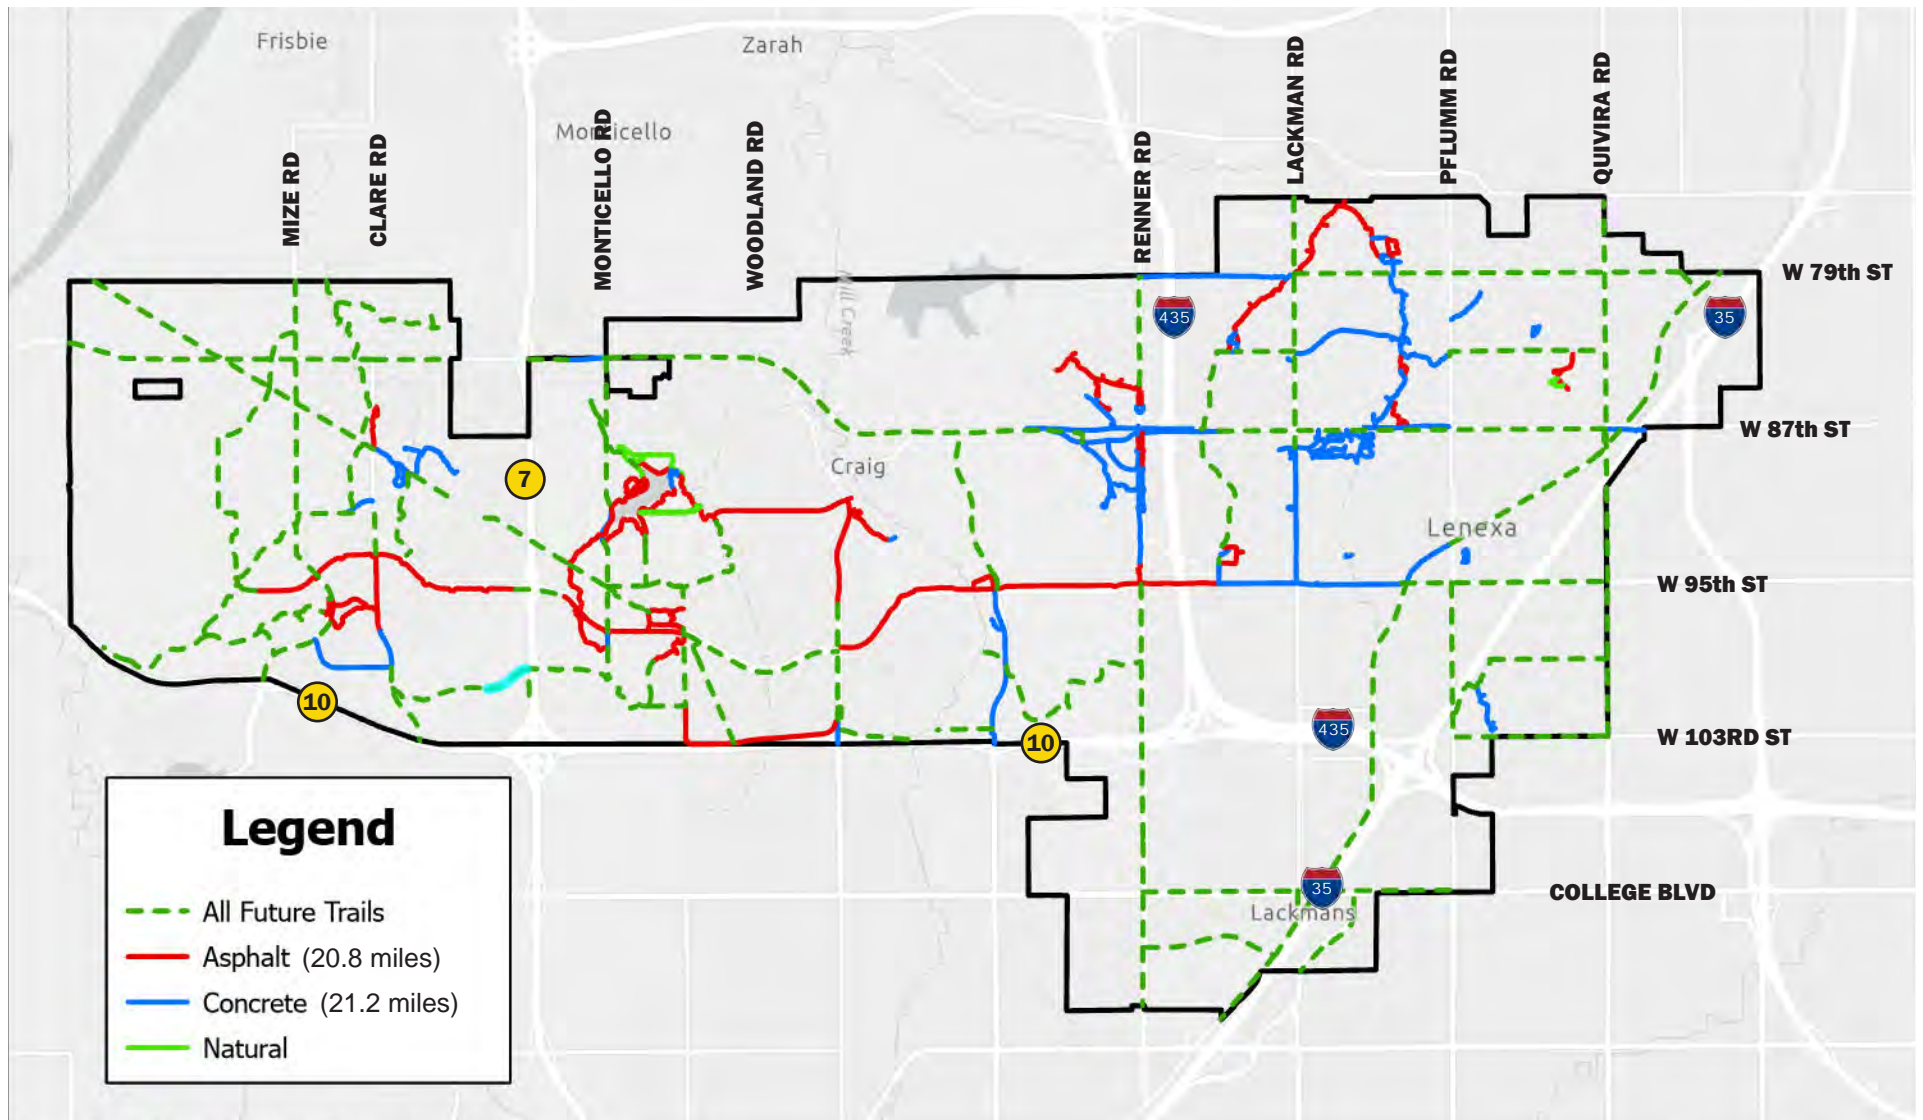 Frisbie
Zarah
Monticello
MIZE RD
CLARE RD
MONTICELLO RD
WOODLAND RD
RENNER RD
LACKMAN RD
PFLUMM RD
QUIVIRA RD
W 79th ST
435
35
Mill Creek
W 87th ST
Craig
7
Lenexa
W 95th ST
10
10
435
W 103RD ST
35
COLLEGE BLVD
Lackmans
Legend
All Future Trails
Asphalt (20.8 miles)
Concrete (21.2 miles)
Natural